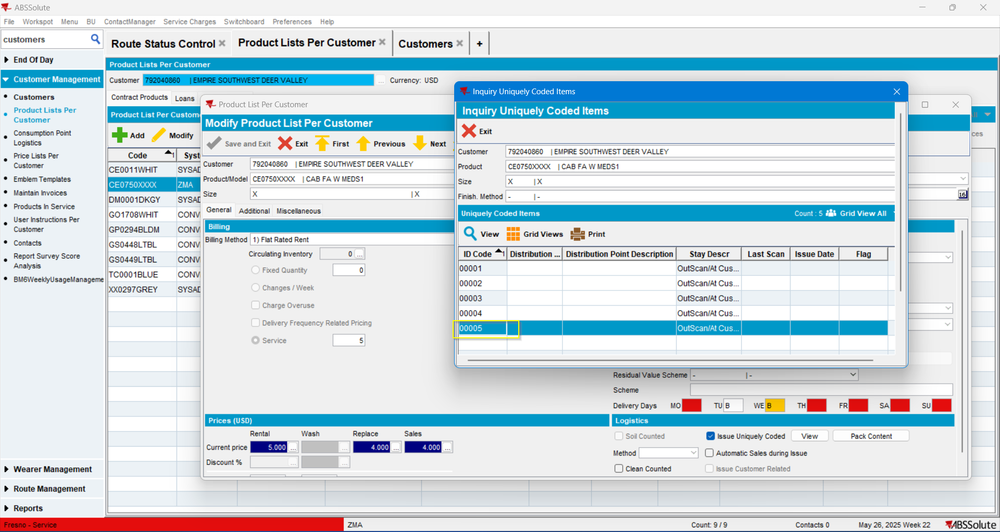 ABSSolute
File Workspot Menu BU ContactManager Service Charges Switchboard Preferences Help
customers
Route Status Control
Product Lists Per Customer
Customers
+
End Of Day
Customer Management
Customers
Product Lists Per
Customer
Consumption Point
Logistics
Price Lists Per
Customer
Emblem Templates
Maintain Invoices
Products In Service
User Instructions Per
Customer
Contacts
Report Survey Score
Analysis
BM6WeeklyUsageManageme
Wearer Management
Route Management
Reports
Product Lists Per Customer
Customer 792040860 | EMPIRE SOUTHWEST DEER VALLEY ... Currency: USD
Contract Products Loans
Product List Per Custom
Add Modify
Code 1 Syst
CE0011WHIT SYSAD
CE0750XXXX ZMA
DM0001DKGY SYSAD
GO1708WHIT CONV
GP0294BLDM CONV
GS0448LTBL CONV
GS0449LTBL CONV
TC0001BLUE CONV
XX0297GREY SYSAD
Product List Per Customer
Modify Product List Per Customer
Save and Exit Exit First Previous Next
Customer 792040860 | EMPIRE SOUTHWEST DEER VALLEY
Product/Model CE0750XXXX | CAB FA W MEDS1
Size X | X
General Additional Miscellaneous
Billing
Billing Method 1) Flat Rated Rent
Circulating Inventory 0 ...
Fixed Quantity 0
Changes / Week
Charge Overuse
Delivery Frequency Related Pricing
Service 5
Prices (USD)
Rental Wash Replace Sales
Current price 5.000 ... ... 4.000 ... 4.000 ...
Discount % ... ...
Inquiry Uniquely Coded Items
Inquiry Uniquely Coded Items
Exit
Customer 792040860 | EMPIRE SOUTHWEST DEER VALLEY
Product CE0750XXXX | CAB FA W MEDS1
Size X | X
Finish. Method - | -
Uniquely Coded Items Count : 5 Grid View All
View Grid Views Print
ID Code 1 Distribution ... Distribution Point Description Stay Descr Last Scan Issue Date Flag
00001 OutScan/At Cus...
00002 OutScan/At Cus...
00003 OutScan/At Cus...
00004 OutScan/At Cus...
00005 OutScan/At Cus...
ces
16
Residual Value Scheme - | -
Scheme
Delivery Days MO TU B WE B TH FR SA SU
Logistics
Soil Counted Issue Uniquely Coded View Pack Content
Method Automatic Sales during Issue
Clean Counted Issue Customer Related
Fresno - Service ZMA Count: 9 / 9 Contacts 0 May 26, 2025 Week 22 ABSSolute